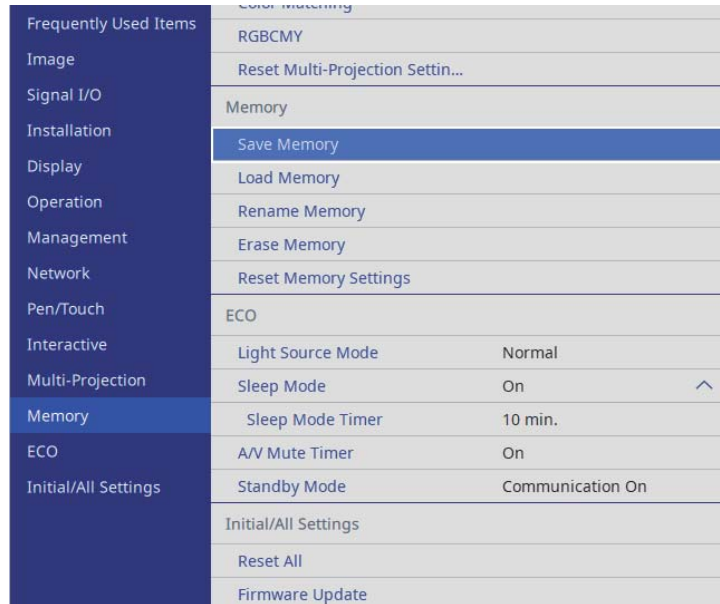 Frequently Used Items
Image
Signal I/O
Installation
Display
Operation
Management
Network
Pen/Touch
Interactive
Multi-Projection
Memory
ECO
Initial/All Settings
Color Matching
RGBCMY
Reset Multi-Projection Settin...
Memory
Save Memory
Load Memory
Rename Memory
Erase Memory
Reset Memory Settings
ECO
Light Source Mode Normal
Sleep Mode On
Sleep Mode Timer 10 min.
A/V Mute Timer On
Standby Mode Communication On
Initial/All Settings
Reset All
Firmware Update